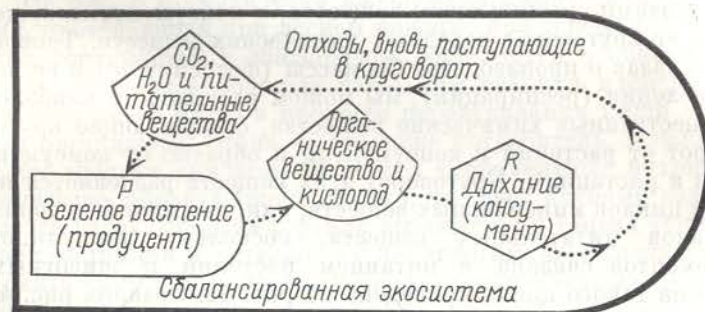 CO₂,
H₂O и пи-
тательные
вещества
Отходы, вновь поступающие
в круговорот
Орга-
ническое
вещество и
кислород
R
Дыхание
(консу-
мент)
P
Зеленое растение
(продуцент)
Сбалансированная экосистема